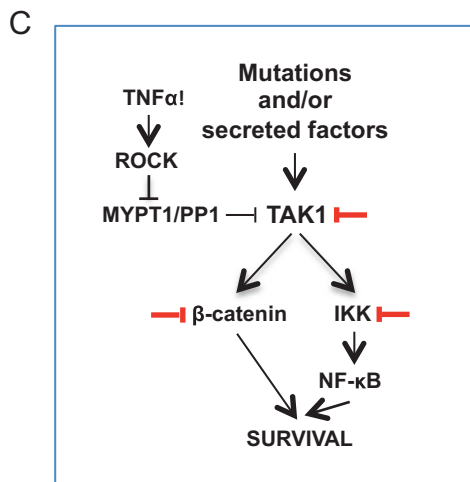 C
Mutations
and/or
secreted factors
TNFα!
ROCK
MYPT1/PP1
TAK1
β-catenin
IKK
NF-κB
SURVIVAL